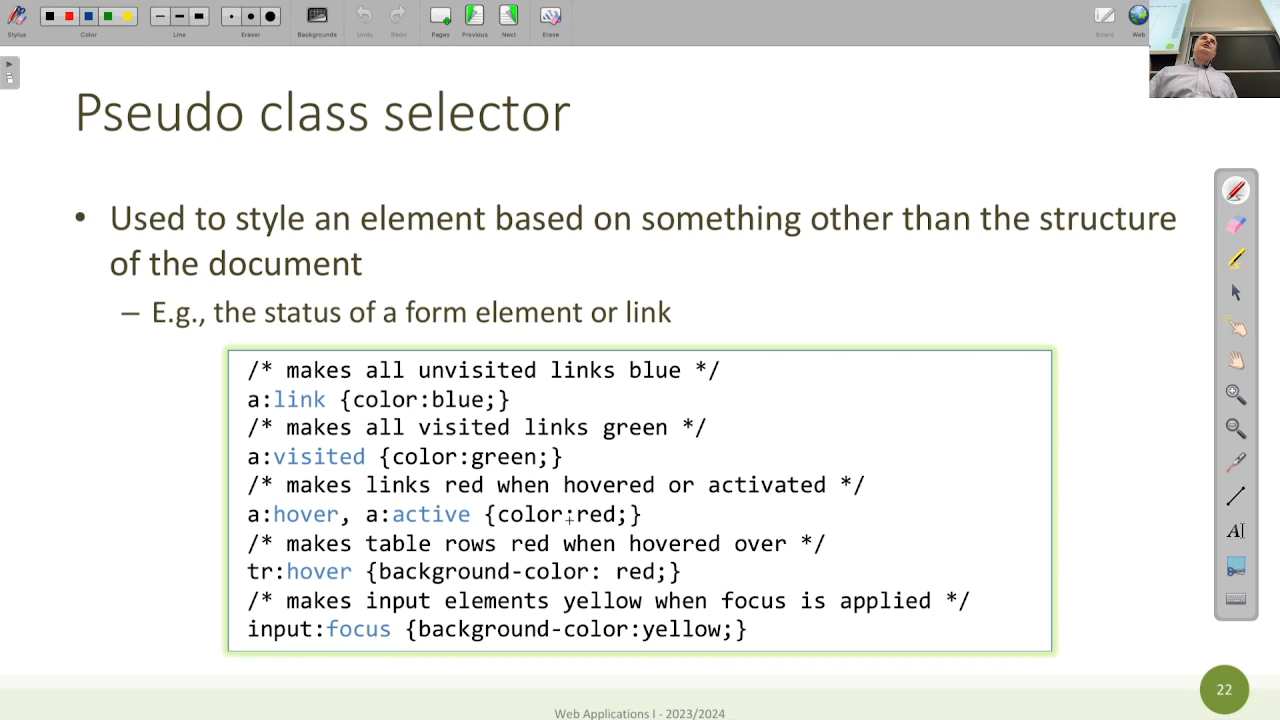 Stylus
Color
Line
Eraser
Backgrounds
Undo
Redo
Pages
Previous
Next
Erase
Board
Web
Pseudo class selector
• Used to style an element based on something other than the structure
of the document
– E.g., the status of a form element or link
/* makes all unvisited links blue */
a:link {color:blue;}
/* makes all visited links green */
a:visited {color:green;}
/* makes links red when hovered or activated */
a:hover, a:active {color:red;}
/* makes table rows red when hovered over */
tr:hover {background-color: red;}
/* makes input elements yellow when focus is applied */
input:focus {background-color:yellow;}
A
22
Web Applications I - 2023/2024